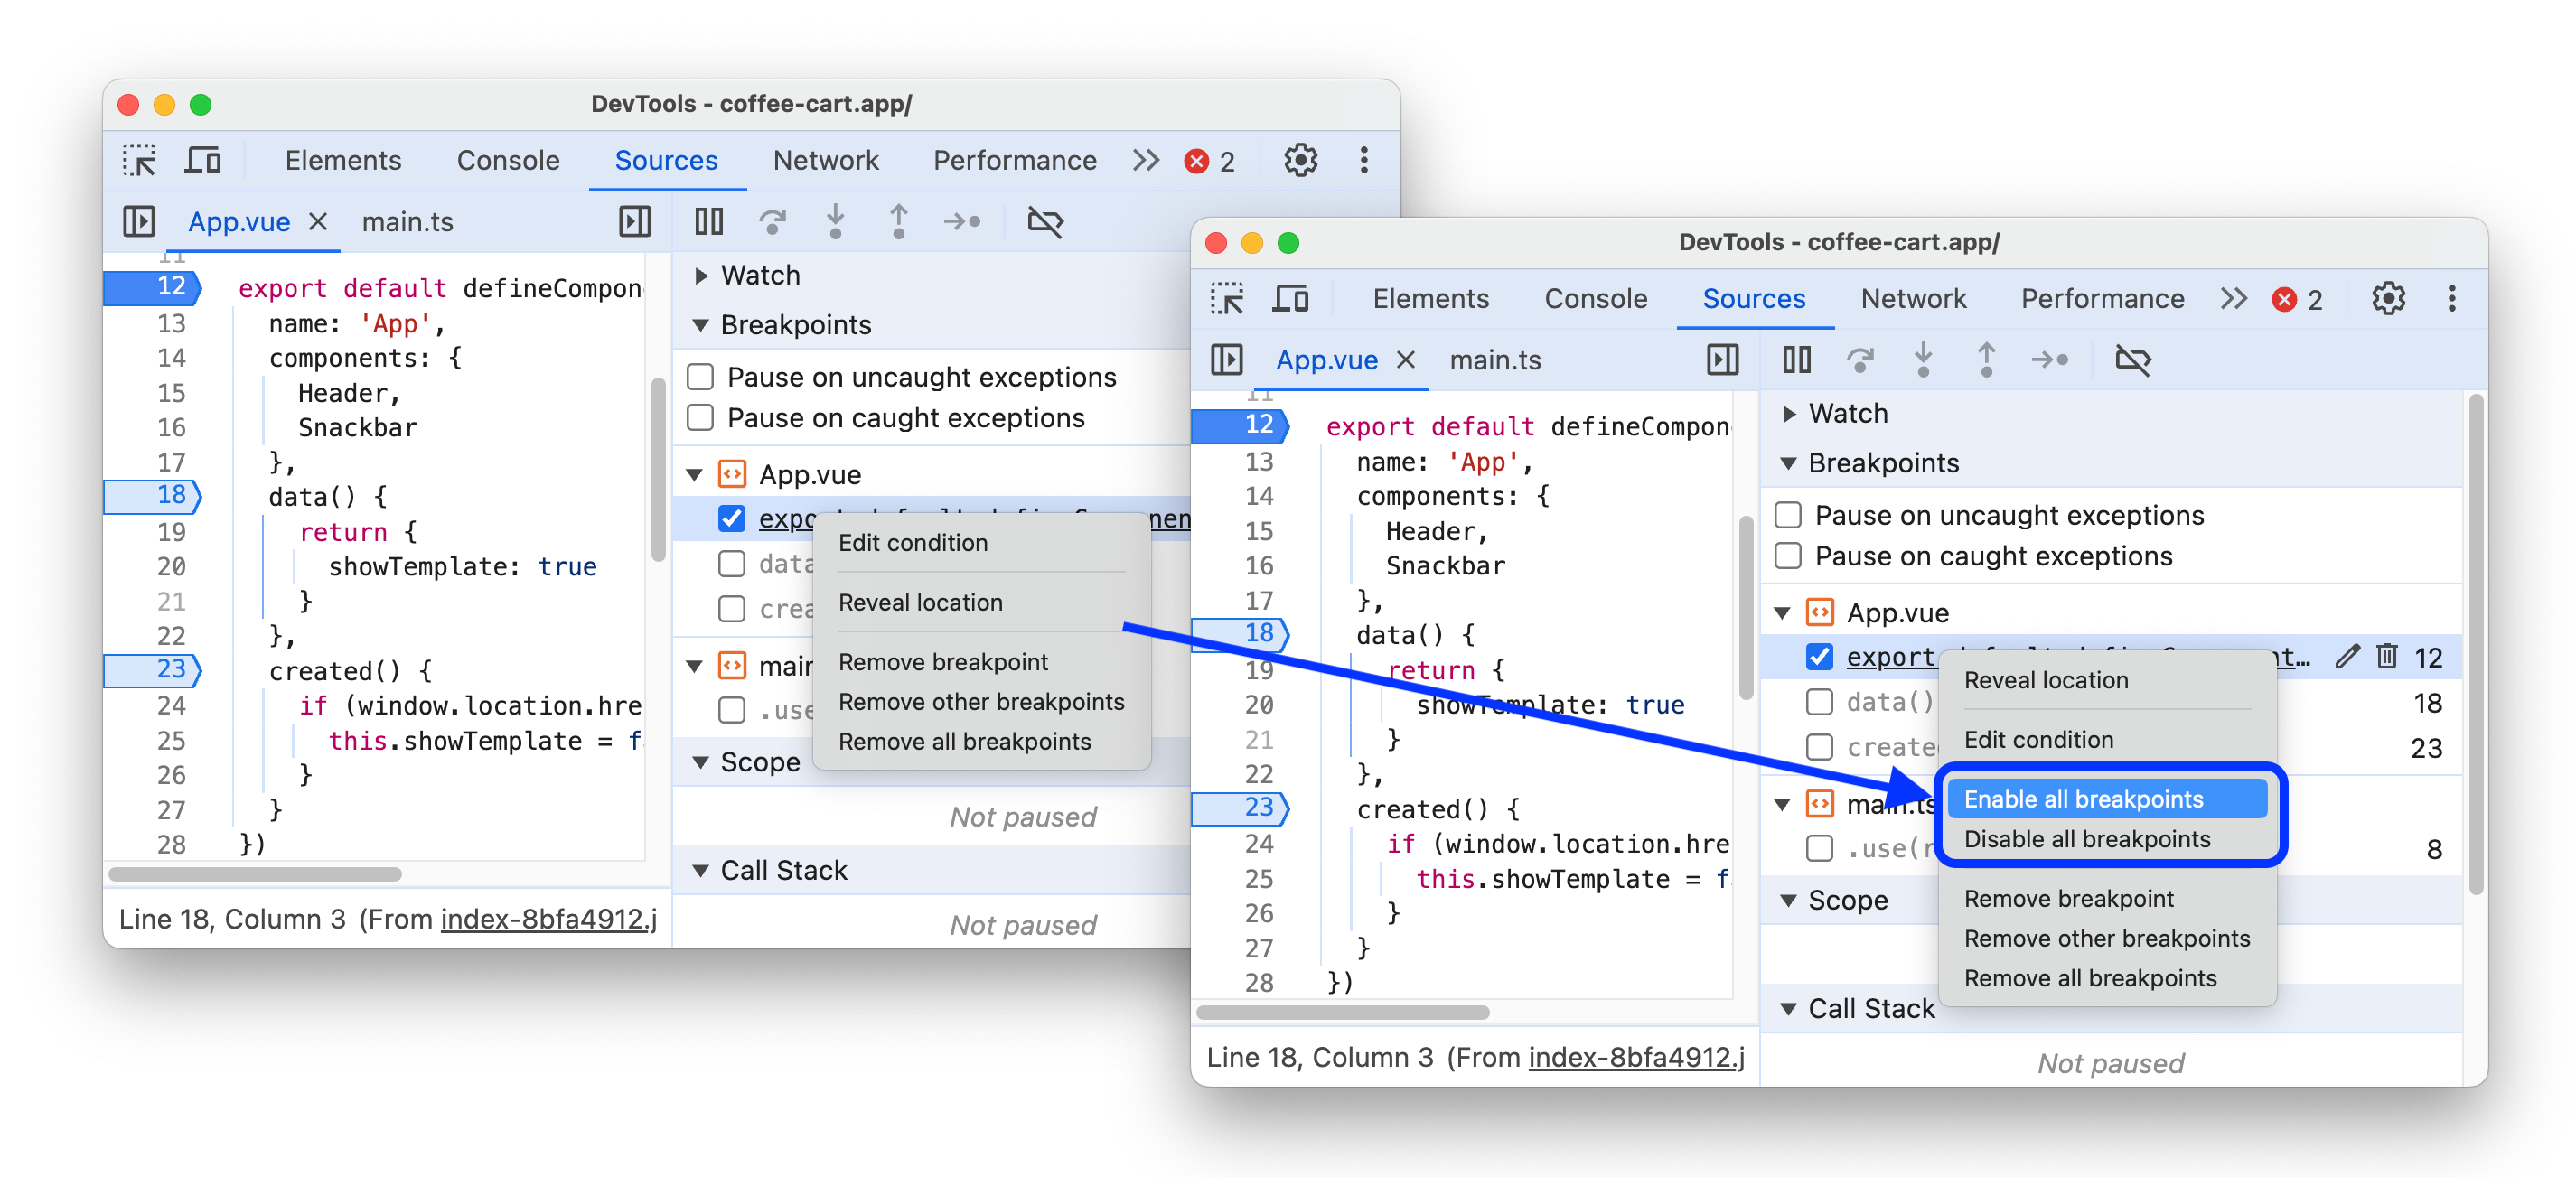 DevTools - coffee-cart.app/
Elements Console Sources Network Performance 2
App.vue main.ts
11
12 export default defineCompon
13 name: 'App',
14 components: {
15 Header,
16 Snackbar
17 },
18 data() {
19 return {
20 showTemplate: true
21 }
22 },
23 created() {
24 if (window.location.hre
25 this.showTemplate = f
26 }
27 }
28 })
Line 18, Column 3 (From index-8bfa4912.j
Watch
Breakpoints
Pause on uncaught exceptions
Pause on caught exceptions
App.vue
data
crea
main
.use
Scope
Not paused
Call Stack
Not paused
Edit condition
Reveal location
Remove breakpoint
Remove other breakpoints
Remove all breakpoints
DevTools - coffee-cart.app/
Elements Console Sources Network Performance 2
App.vue main.ts
11
12 export default defineCompon
13 name: 'App',
14 components: {
15 Header,
16 Snackbar
17 },
18 data() {
19 return {
20 showTemplate: true
21 }
22 },
23 created() {
24 if (window.location.hre
25 this.showTemplate = f
26 }
27 }
28 })
Line 18, Column 3 (From index-8bfa4912.j
Watch
Breakpoints
Pause on uncaught exceptions
Pause on caught exceptions
App.vue
export 12
data() 18
create 23
main.ts
.use(r 8
Scope
Call Stack
Not paused
Reveal location
Edit condition
Enable all breakpoints
Disable all breakpoints
Remove breakpoint
Remove other breakpoints
Remove all breakpoints